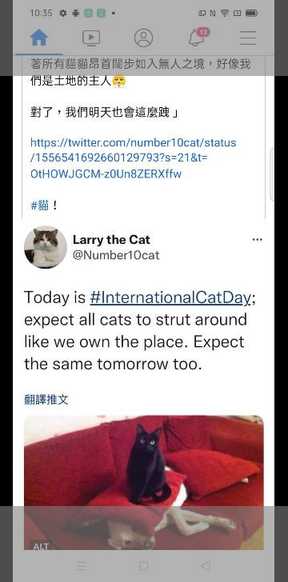 10:35
12
著所有貓貓昂首闊步如入無人之境，好像我
們是土地的主人😤
對了，我們明天也會這麼跩 」
https://twitter.com/number10cat/status
/1556541692660129793?s=21&t=
OtHOWJGCM-z0Un8ZERXffw
#貓！
Larry the Cat
@Number10cat
Today is #InternationalCatDay;
expect all cats to strut around
like we own the place. Expect
the same tomorrow too.
翻譯推文
ALT